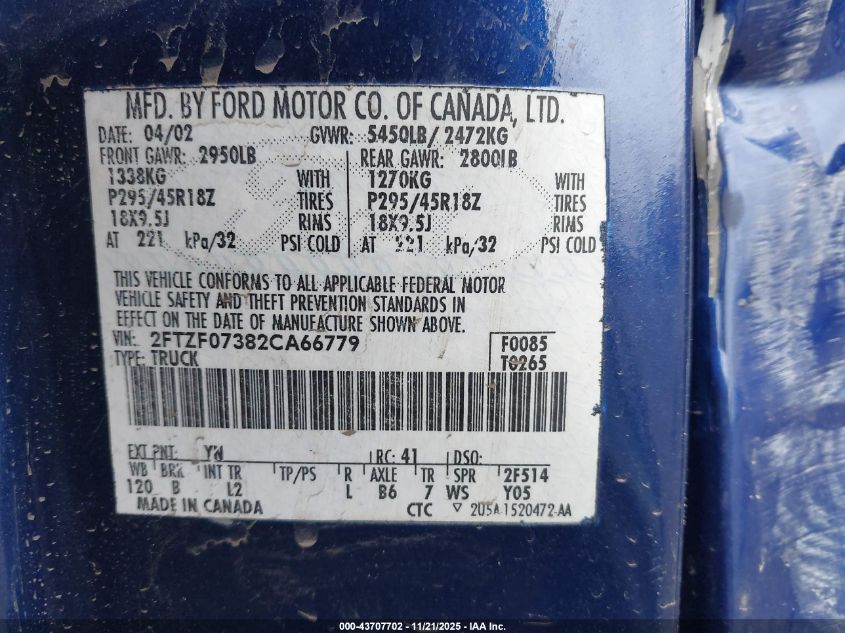 MFD. BY FORD MOTOR CO. OF CANADA, LTD.
DATE: 04/02 GVWR: 5450LB/ 2472KG
FRONT GAWR: 2950LB REAR GAWR: 2800LB
1338KG WITH 1270KG WITH
P295/45R18Z TIRES P295/45R18Z TIRES
18X9.5J RIMS 18X9.5J RIMS
AT 221 kPa/32 PSI COLD AT 221 kPa/32 PSI COLD
THIS VEHICLE CONFORMS TO ALL APPLICABLE FEDERAL MOTOR
VEHICLE SAFETY AND THEFT PREVENTION STANDARDS IN
EFFECT ON THE DATE OF MANUFACTURE SHOWN ABOVE.
VIN: 2FTZF07382CA66779 F0085
TYPE: TRUCK T0265
EXT PNT: RC: 41 DSO:
WB BRK INT TR TP/PS R AXLE TR SPR 2F514
120 B L2 L B6 7 WS Y05
MADE IN CANADA CTC ▽ 2U5A 1520472-AA
000-43707702 - 11/21/2025 - IAA Inc.